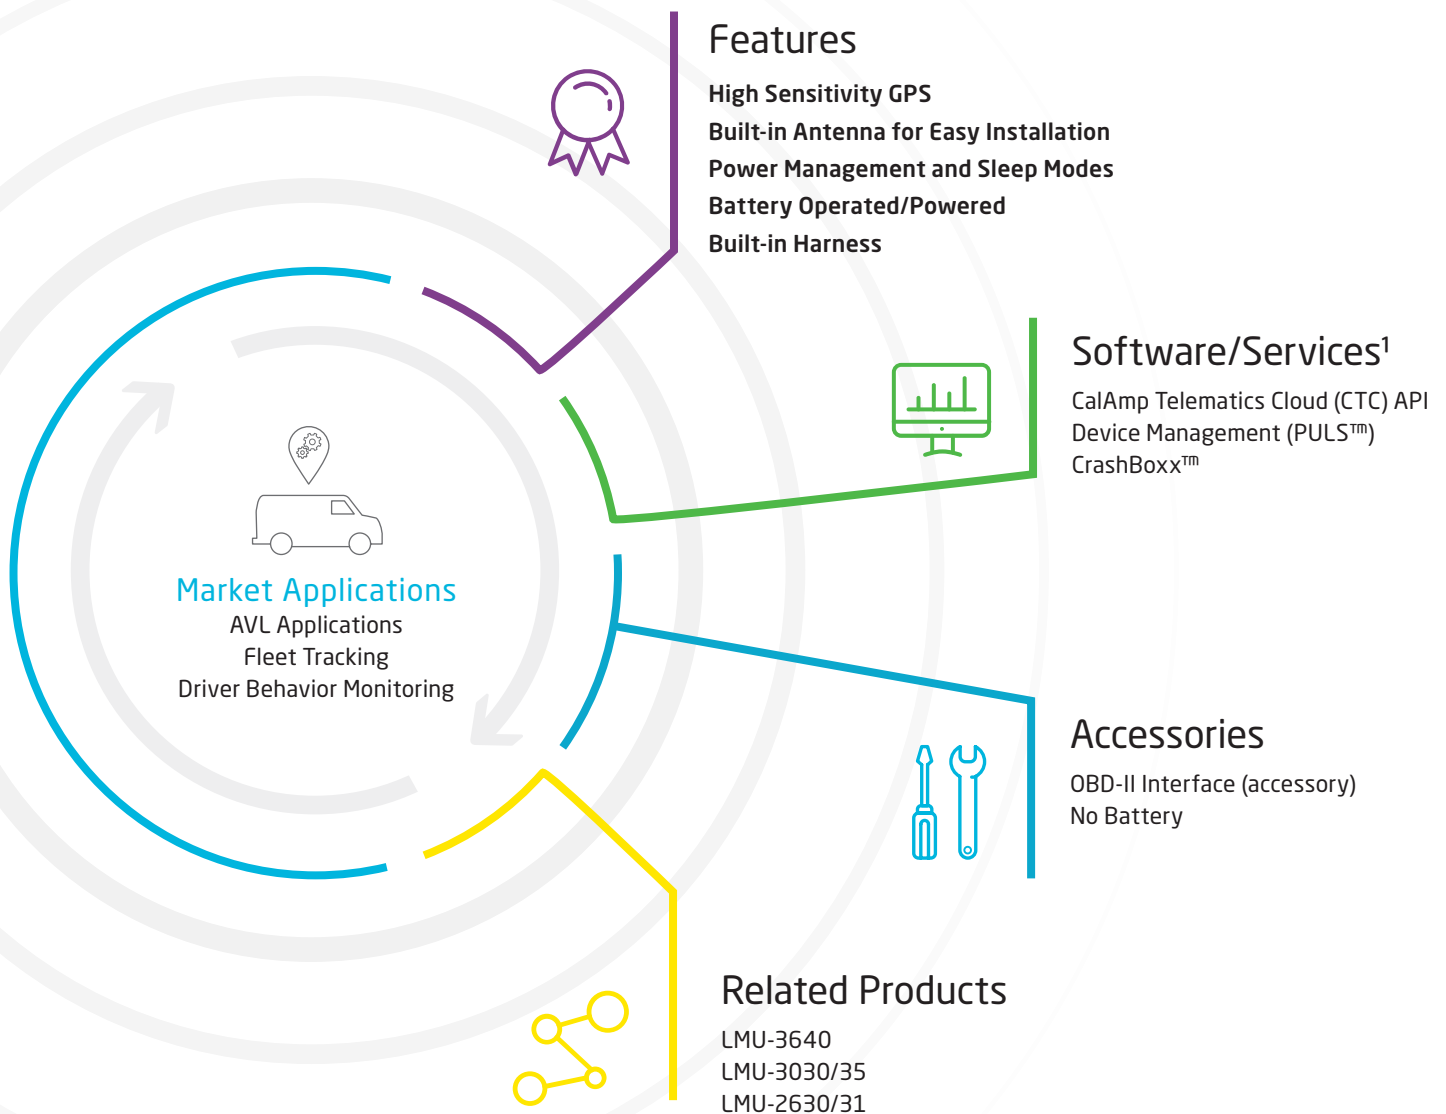 Features
High Sensitivity GPS
Built-in Antenna for Easy Installation
Power Management and Sleep Modes
Battery Operated/Powered
Built-in Harness
Software/Services¹
CalAmp Telematics Cloud (CTC) API
Device Management (PULS™)
CrashBoxx™
Market Applications
AVL Applications
Fleet Tracking
Driver Behavior Monitoring
Accessories
OBD-II Interface (accessory)
No Battery
Related Products
LMU-3640
LMU-3030/35
LMU-2630/31